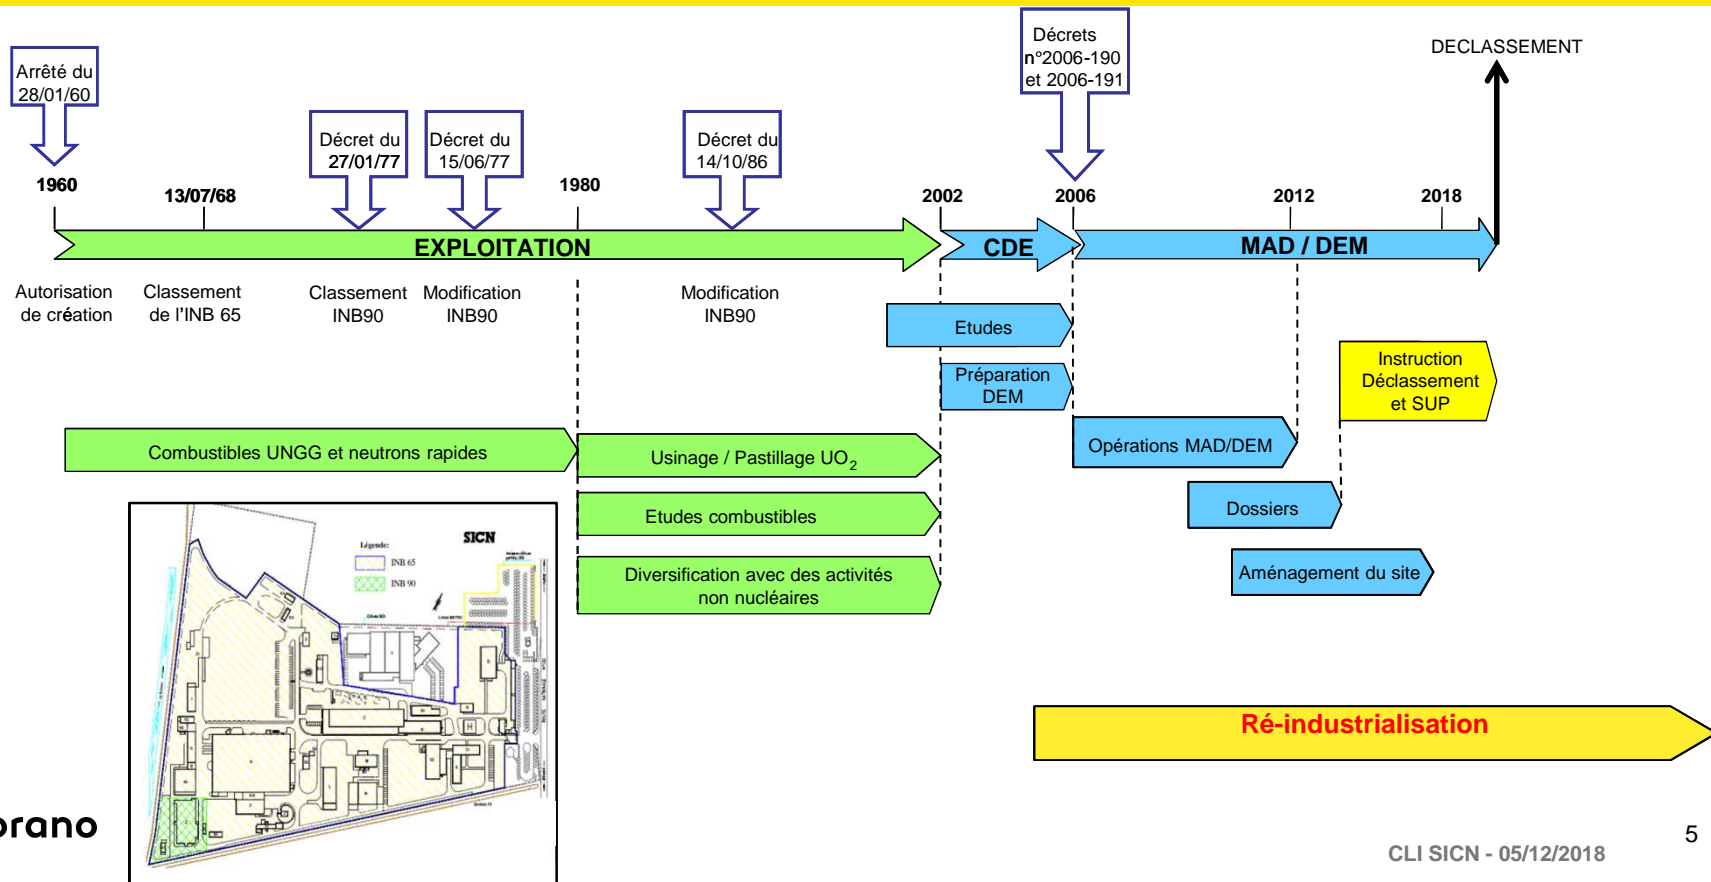 Arrêté du
28/01/60
Décret du
27/01/77
Décret du
15/06/77
Décret du
14/10/86
Décrets
n°2006-190
et 2006-191
DECLASSEMENT
1960
13/07/68
1980
2002
2006
2012
2018
EXPLOITATION
CDE
MAD / DEM
Autorisation
de création
Classement
de l'INB 65
Classement
INB90
Modification
INB90
Modification
INB90
Etudes
Préparation
DEM
Instruction
Déclassement
et SUP
Combustibles UNGG et neutrons rapides
Usinage / Pastillage UO2
Opérations MAD/DEM
Etudes combustibles
Dossiers
Diversification avec des activités
non nucléaires
Aménagement du site
SICN
Légende:
INB 65
INB 90
Ré-industrialisation
orano
CLI SICN - 05/12/2018
5